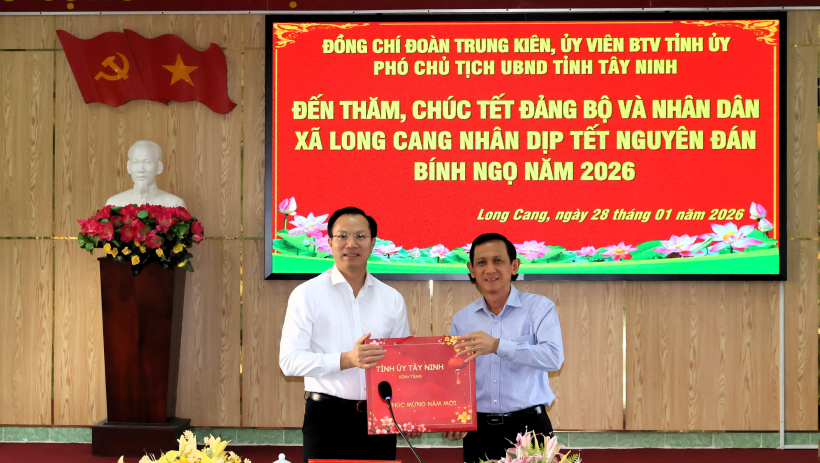 ĐỒNG CHÍ ĐOÀN TRUNG KIÊN, ỦY VIÊN BTV TỈNH ỦY
PHÓ CHỦ TỊCH UBND TỈNH TÂY NINH
ĐẾN THĂM, CHÚC TẾT ĐẢNG BỘ VÀ NHÂN DÂN
XÃ LONG CANG NHÂN DỊP TẾT NGUYÊN ĐÁN
BÍNH NGỌ NĂM 2026
Long Cang, ngày 28 tháng 01 năm 2026
TỈNH ỦY TÂY NINH
KÍNH TẶNG
CHÚC MỪNG NĂM MỚI